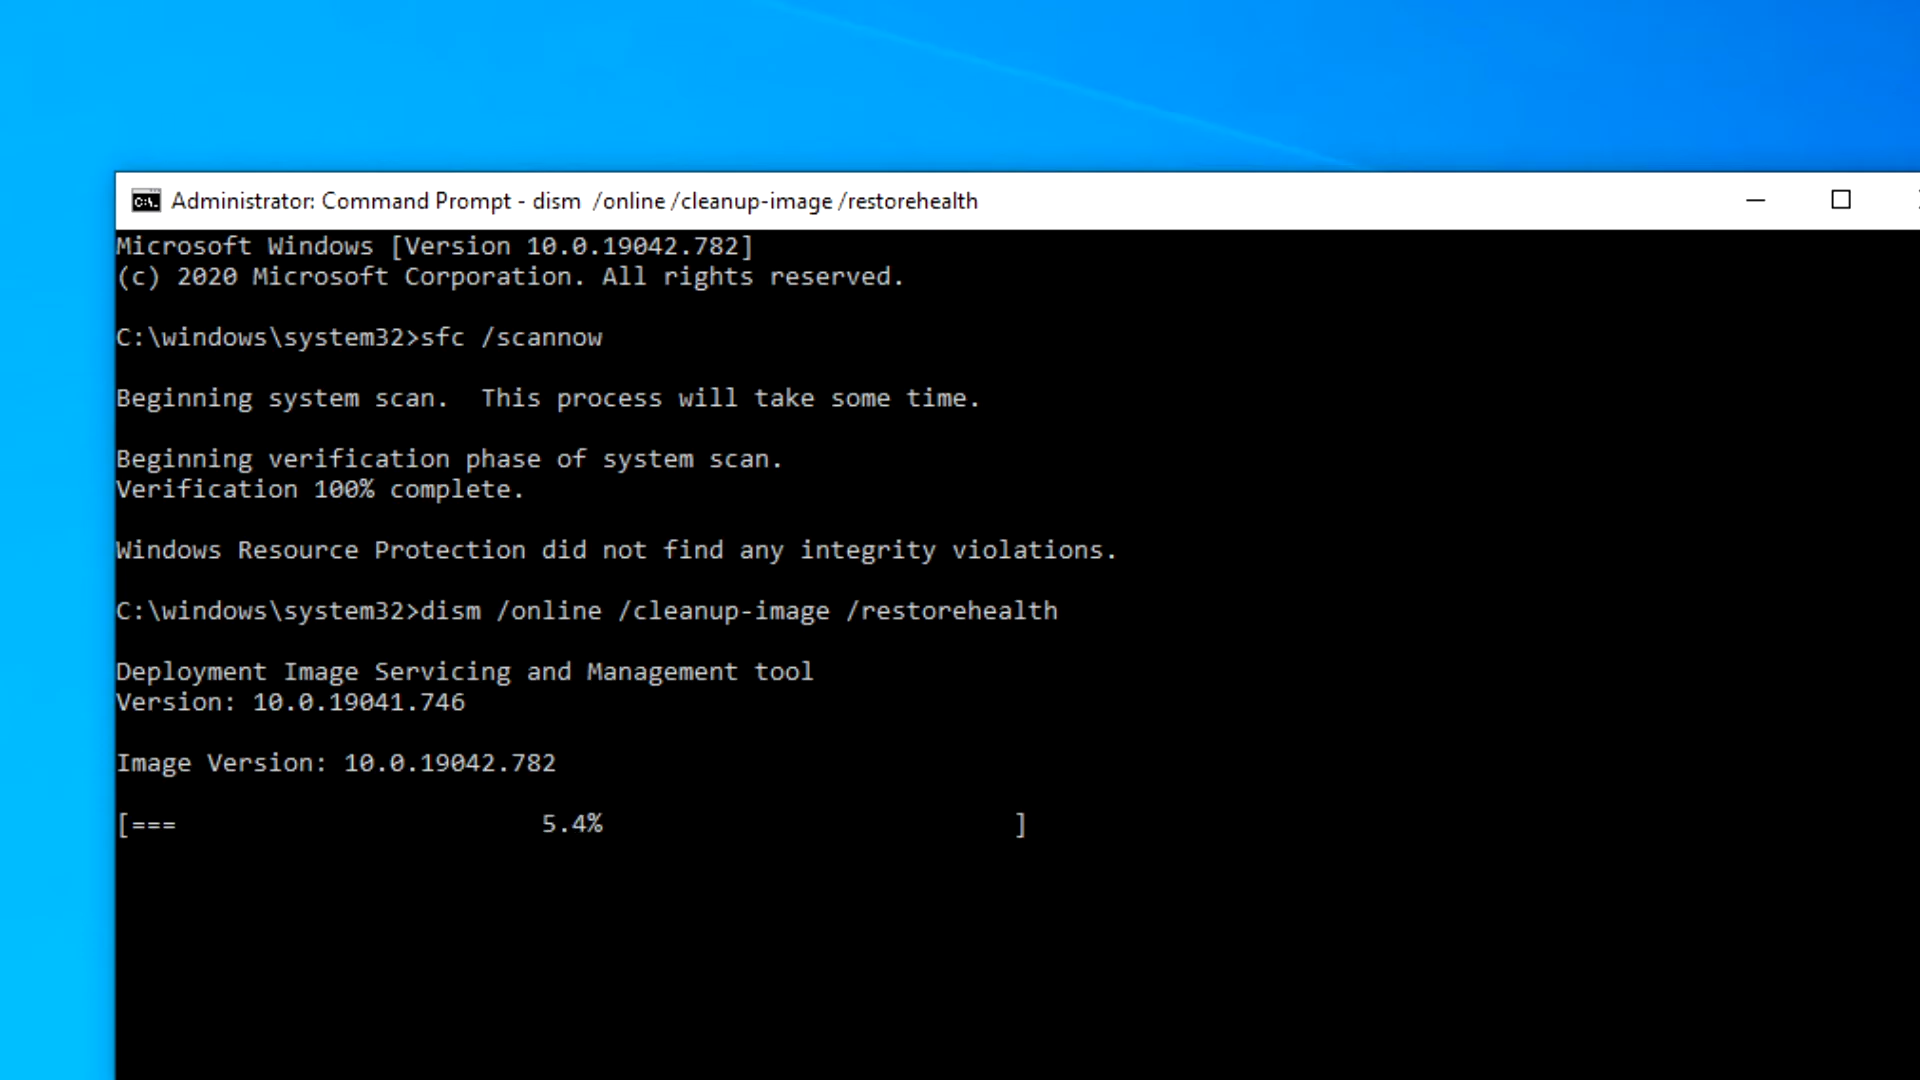 Administrator: Command Prompt - dism  /online /cleanup-image /restorehealth
Microsoft Windows [Version 10.0.19042.782]
(c) 2020 Microsoft Corporation. All rights reserved.
C:\windows\system32>sfc /scannow
Beginning system scan.  This process will take some time.
Beginning verification phase of system scan.
Verification 100% complete.
Windows Resource Protection did not find any integrity violations.
C:\windows\system32>dism /online /cleanup-image /restorehealth
Deployment Image Servicing and Management tool
Version: 10.0.19041.746
Image Version: 10.0.19042.782
[===                        5.4%                           ]